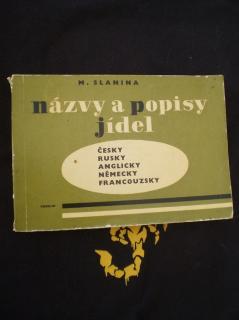 M. SLANINA
názvy a popisy
jídel
ČESKY
RUSKY
ANGLICKY
NĚMECKY
FRANCOUZSKY